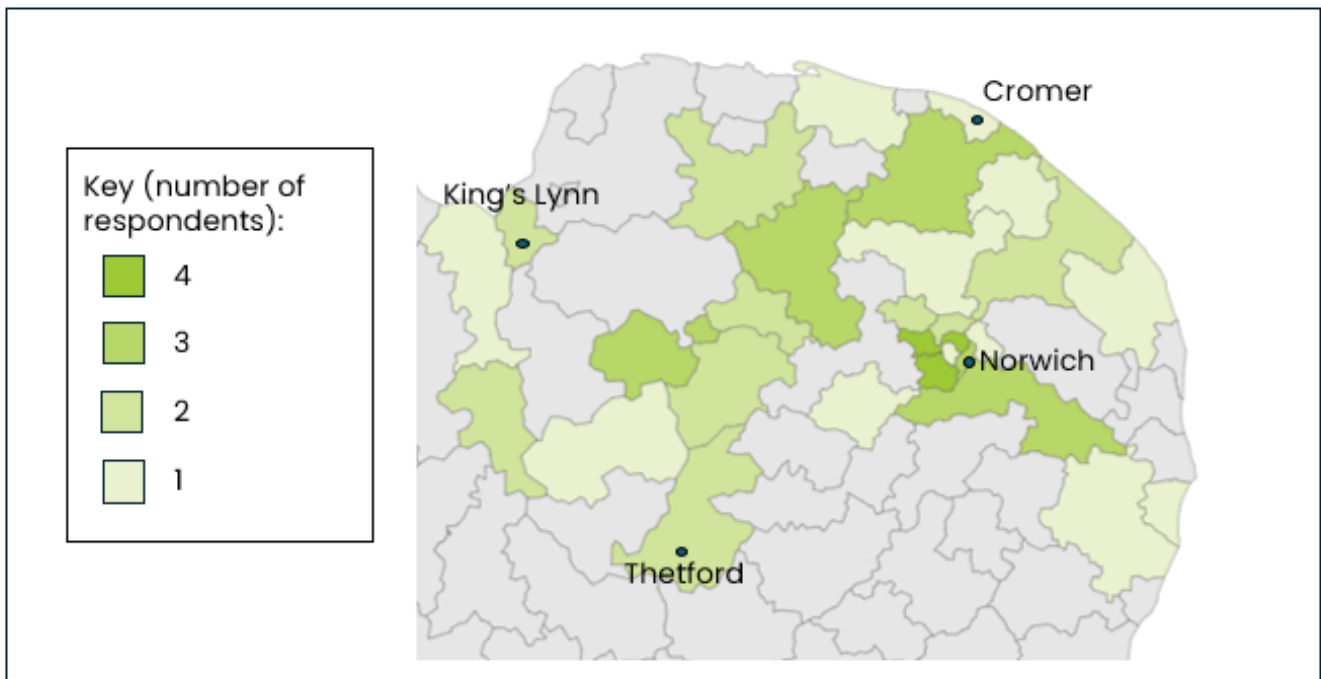 Cromer
Key (number of
respondents):
King's Lynn
4
3
Norwich
2
1
Thetford